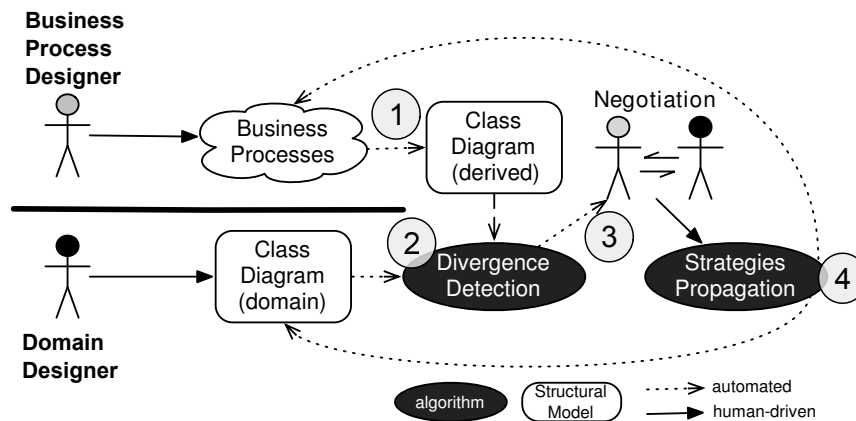 Business
Process
Designer
Business
Processes
1
Class
Diagram
(derived)
Negotiation
Class
Diagram
(domain)
2
Divergence
Detection
3
Strategies
Propagation
4
Domain
Designer
algorithm
Structural
Model
automated
human-driven